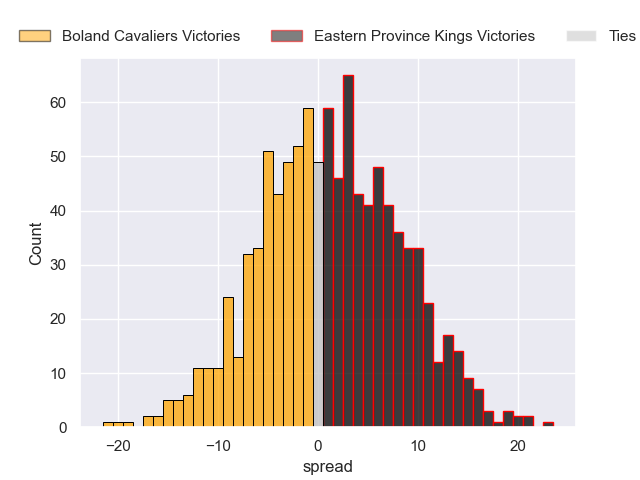 Boland Cavaliers Victories Eastern Province Kings Victories Ties
60
50
40
30
20
10
0
Count
−20 −10 0 10 20
spread